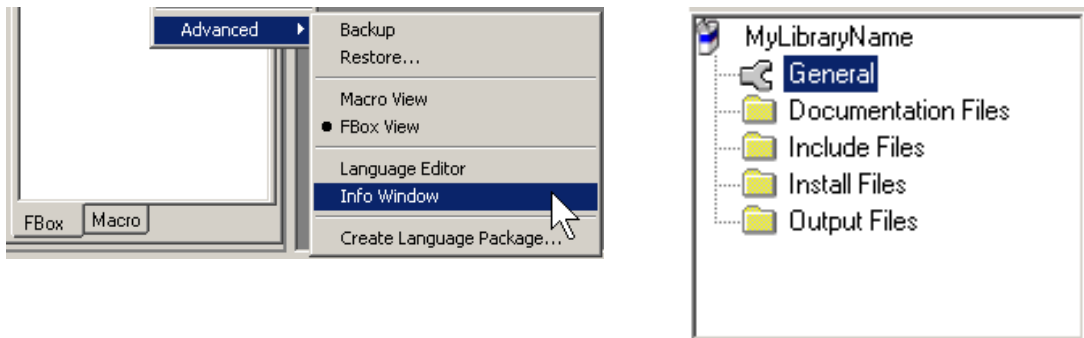 Advanced
Backup
Restore...
Macro View
FBox View
Language Editor
Info Window
Create Language Package...
FBox
Macro
MyLibraryName
General
Documentation Files
Include Files
Install Files
Output Files